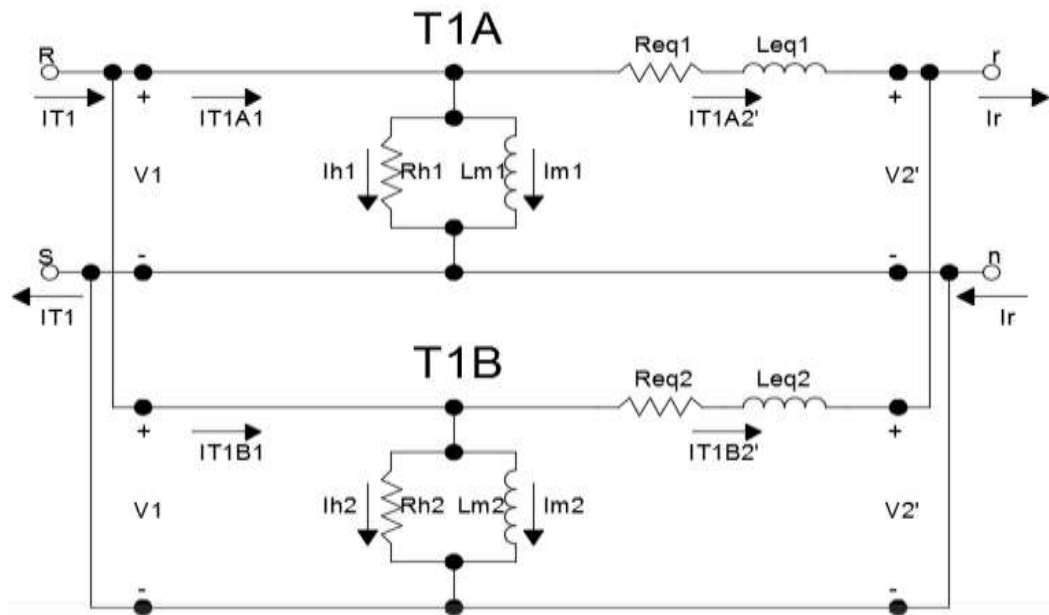 T1A
Req1 Leq1
R r
IT1 + IT1A1 IT1A2' + Ir
V1 Ih1 Rh1 Lm1 Im1 V2'
S - - n
IT1 Ir
T1B
Req2 Leq2
+ IT1B1 IT1B2' +
V1 Ih2 Rh2 Lm2 Im2 V2'
- -